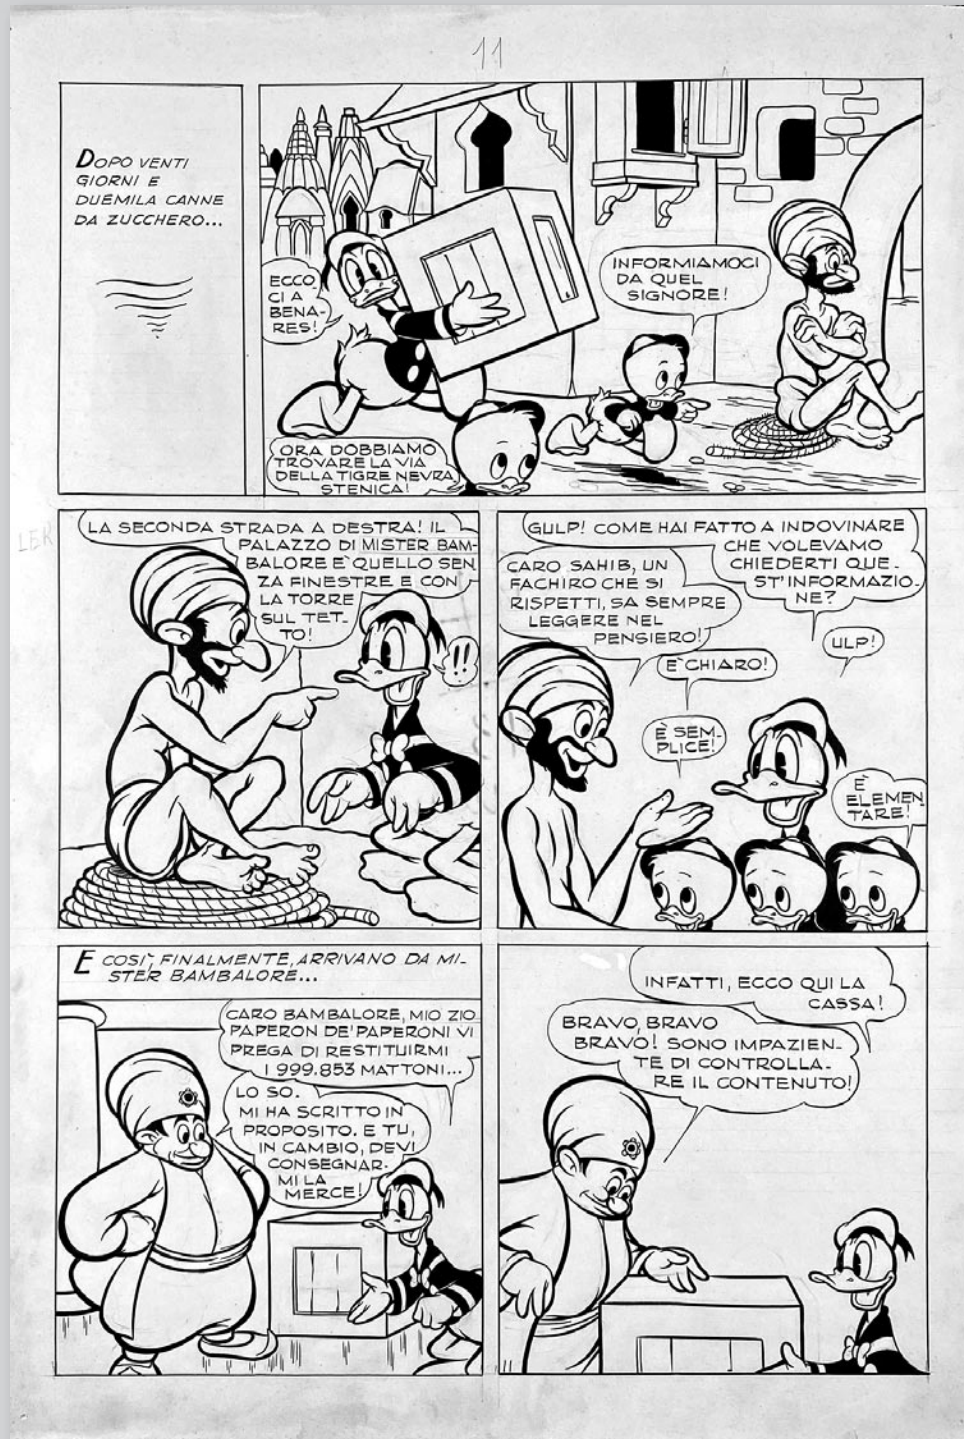 11
DOPO VENTI
GIORNI E
DUEMILA CANNE
DA ZUCCHERO...
ECCO
CI A
BENA-
RES!
INFORMIAMOCI
DA QUEL
SIGNORE!
ORA DOBBIAMO
TROVARE LA VIA
DELLA TIGRE NEVRA
STENICA!
LA SECONDA STRADA A DESTRA! IL
PALAZZO DI MISTER BAM-
BALORE E' QUELLO SEN
ZA FINESTRE E CON
LA TORRE
SUL TET-
TO!
!!
GULP! COME HAI FATTO A INDOVINARE
CHE VOLEVAMO
CHIEDERTI QUE-
ST'INFORMAZIO-
NE?
CARO SAHIB, UN
FACHIRO CHE SI
RISPETTI, SA SEMPRE
LEGGERE NEL
PENSIERO!
ULP!
E' CHIARO!
È SEM-
PLICE!
E'
ELEMEN
TARE!
E COSI', FINALMENTE, ARRIVANO DA MI-
STER BAMBALORE...
CARO BAMBALORE, MIO ZIO
PAPERON DE' PAPERONI VI
PREGA DI RESTITUIRMI
I 999.853 MATTONI...
LO SO.
MI HA SCRITTO IN
PROPOSITO. E TU,
IN CAMBIO, DEVI
CONSEGNAR-
MI LA
MERCE!
INFATTI, ECCO QUI LA
CASSA!
BRAVO, BRAVO
BRAVO! SONO IMPAZIEN-
TE DI CONTROLLA-
RE IL CONTENUTO!